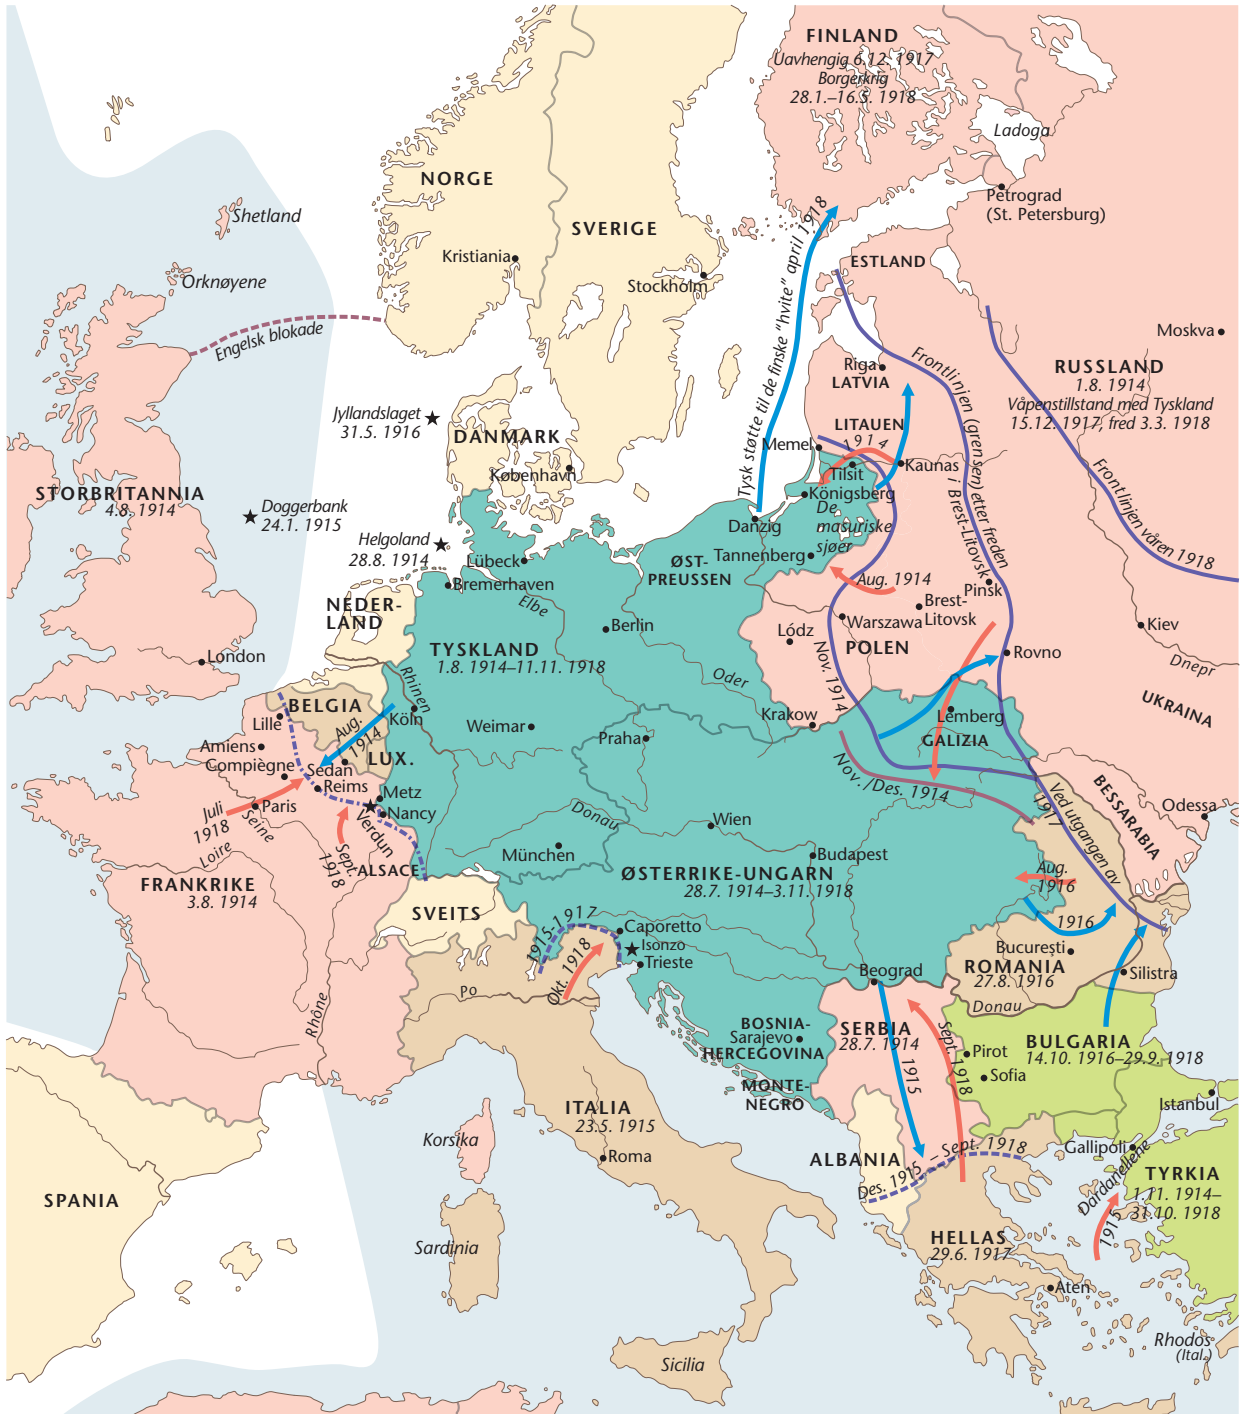 FINLAND
Uavhengig 6.12. 1917
Borgerkrig
28.1.–16.5. 1918
Ladoga
Petrograd
(St. Petersburg)
NORGE
Shetland
SVERIGE
Kristiania
Stockholm
Orknøyene
Engelsk blokade
Tysk støtte til de finske "hvite" april 1918
ESTLAND
Moskva
Riga
LATVIA
RUSSLAND
1.8. 1914
Våpenstillstand med Tyskland
15.12. 1917, fred 3.3. 1918
Frontlinjen (grensen) etter freden
i Brest-Litovsk
Frontlinjen våren 1918
Jyllandslaget
31.5. 1916
DANMARK
København
LITAUEN
1914
Memel
Tilsit
Kaunas
Königsberg
De
masuriske
sjøer
STORBRITANNIA
4.8. 1914
Doggerbank
24.1. 1915
Helgoland
28.8. 1914
Lübeck
Bremerhaven
Danzig
Tannenberg
ØST-
PREUSSEN
Aug. 1914
Pinsk
Brest-
Litovsk
Warszawa
NEDER-
LAND
Elbe
Berlin
Lódz
POLEN
Kiev
Dnepr
London
TYSKLAND
1.8. 1914–11.11. 1918
Rovno
Nov. 1914
Oder
Rhinen
BELGIA
Lille
Köln
Aug.
1914
Weimar
Praha
Krakow
Lemberg
GALIZIA
UKRAINA
Amiens
Compiègne
LUX.
Sedan
Reims
Metz
Nancy
Verdun
Paris
Juli
1918
Seine
Loire
Sept.
1918
ALSACE
Nov./Des. 1914
1917
Ved utgangen av
BESSARABIA
Odessa
Donau
Wien
München
Budapest
ØSTERRIKE-UNGARN
28.7. 1914–3.11. 1918
Aug.
1916
1916
FRANKRIKE
3.8. 1914
SVEITS
1915-1917
Caporetto
Isonzo
Trieste
Okt. 1918
Po
Rhône
București
ROMANIA
27.8. 1916
Silistra
Donau
Beograd
BOSNIA-
Sarajevo
HERCEGOVINA
SERBIA
28.7. 1914
1915
Sept. 1918
Pirot
Sofia
BULGARIA
14.10. 1916–29.9. 1918
MONTE-
NEGRO
Istanbul
ITALIA
23.5. 1915
Korsika
Roma
ALBANIA
Des. 1915 – Sept. 1918
Gallipoli
Dardanellene
TYRKIA
1.11. 1914–
31.10. 1918
1915
SPANIA
Sardinia
HELLAS
29.6. 1917
Aten
Rhodos
(Ital.)
Sicilia